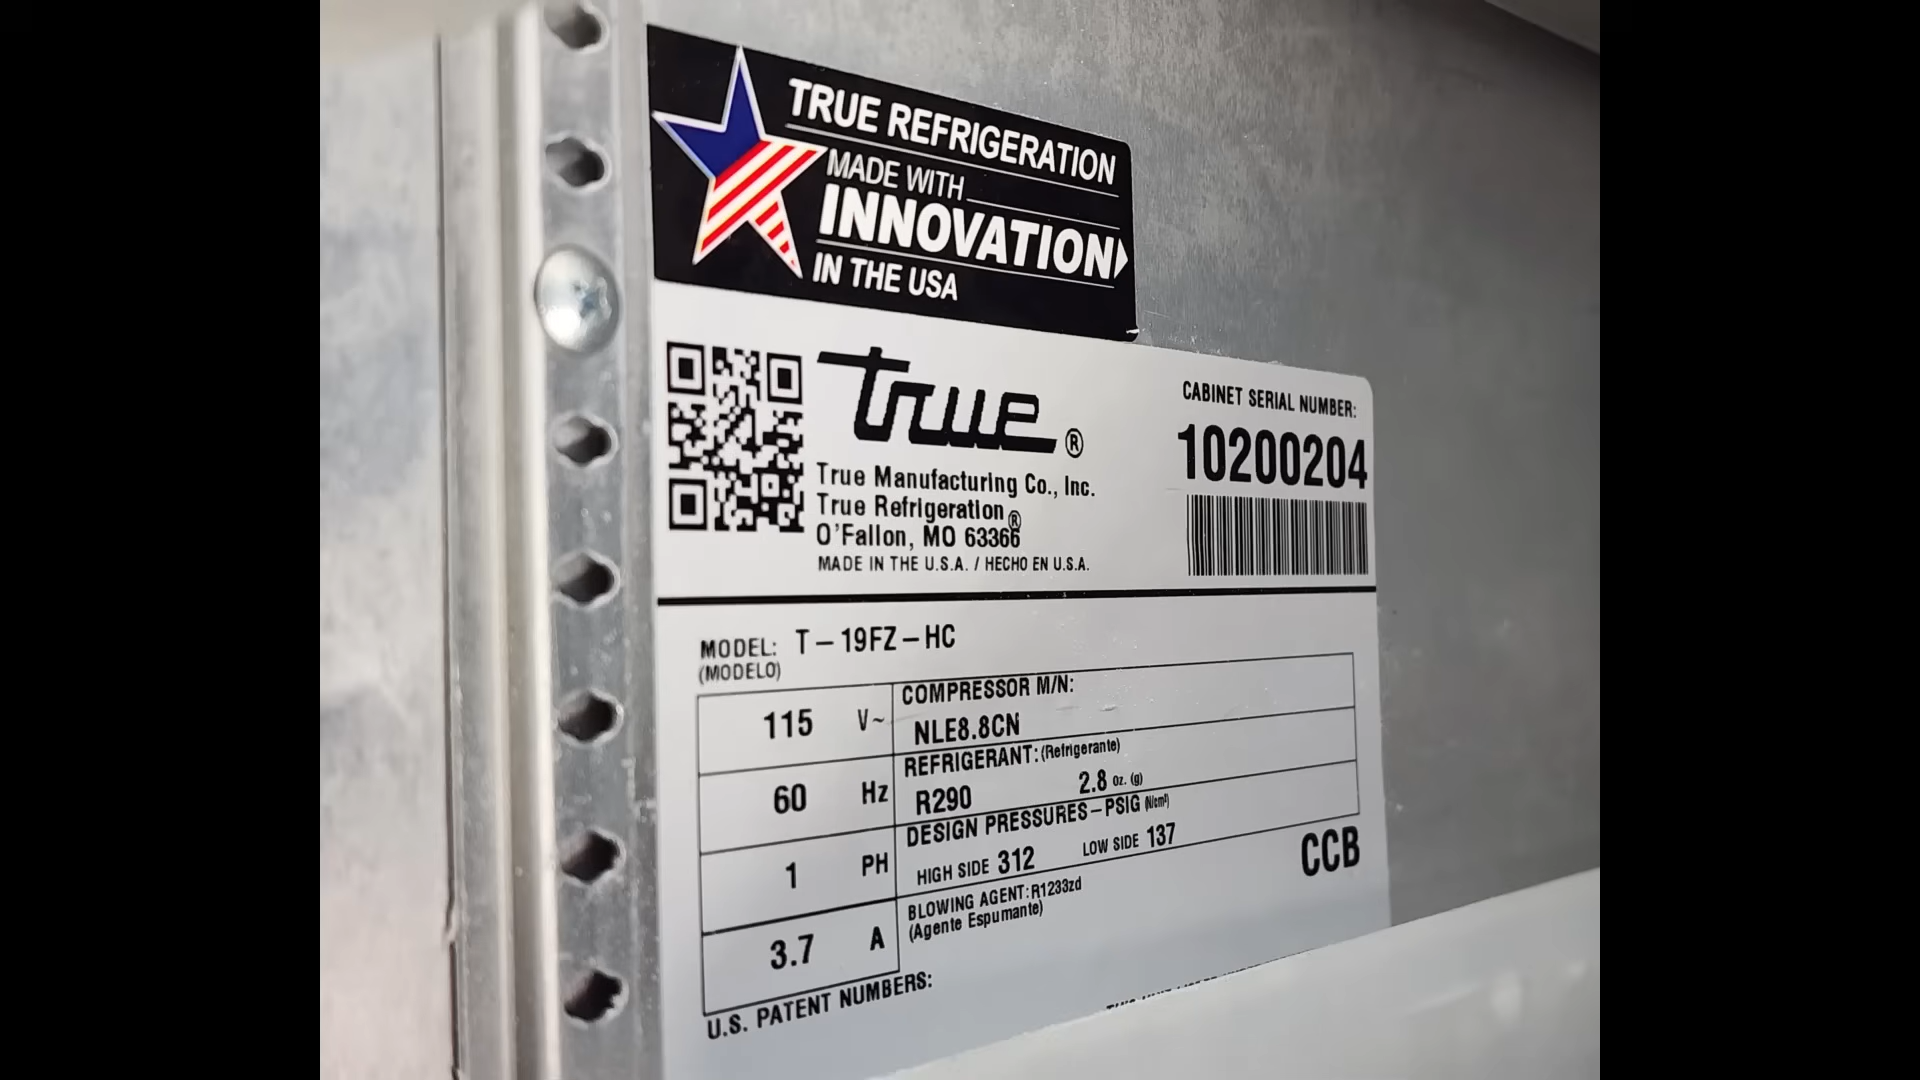 TRUE REFRIGERATION
MADE WITH
INNOVATION
IN THE USA
true®
CABINET SERIAL NUMBER:
10200204
True Manufacturing Co., Inc.
True Refrigeration®
O'Fallon, MO 63366
MADE IN THE U.S.A. / HECHO EN U.S.A.
MODEL: T-19FZ-HC
(MODELO)
115 V~
60 Hz
1 PH
3.7 A
COMPRESSOR M/N:
NLE8.8CN
REFRIGERANT: (Refrigerante)
R290 2.8 oz. (g)
DESIGN PRESSURES-PSIG (N/cm²)
HIGH SIDE 312 LOW SIDE 137
BLOWING AGENT: R1233zd
(Agente Espumante)
CCB
U.S. PATENT NUMBERS: